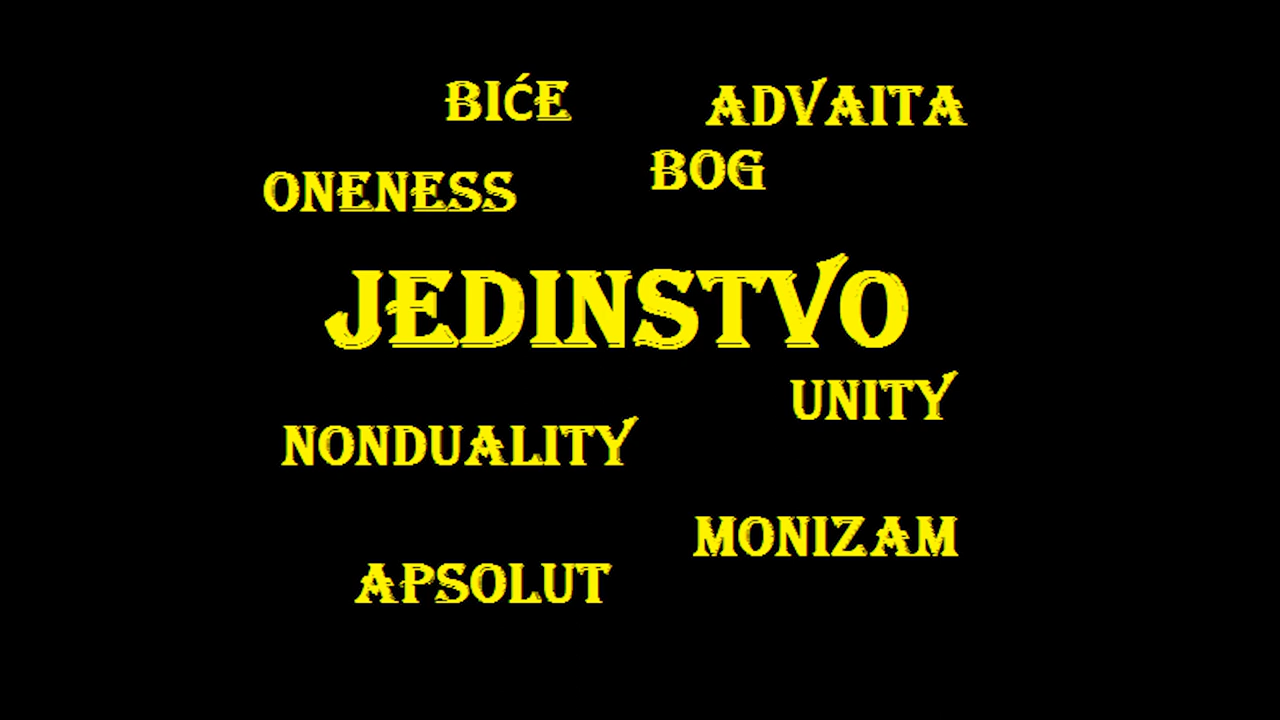 BIĆE
ADVAITA
BOG
ONENESS
JEDINSTVO
UNITY
NONDUALITY
MONIZAM
APSOLUT